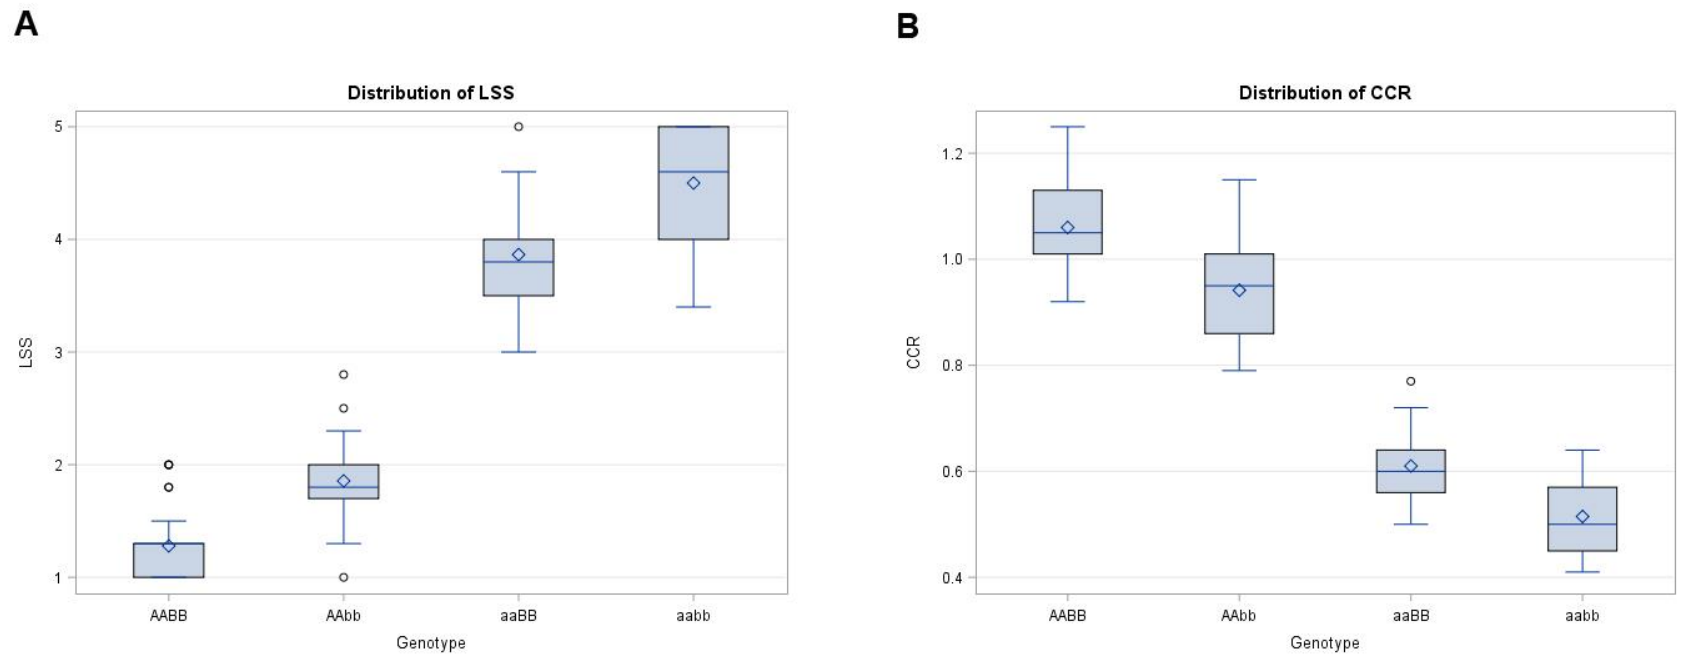 A
Distribution of LSS
5
4
3
2
1
LSS
AABB AAbb aaBB aabb
Genotype
B
Distribution of CCR
1.2
1.0
0.8
0.6
0.4
CCR
AABB AAbb aaBB aabb
Genotype